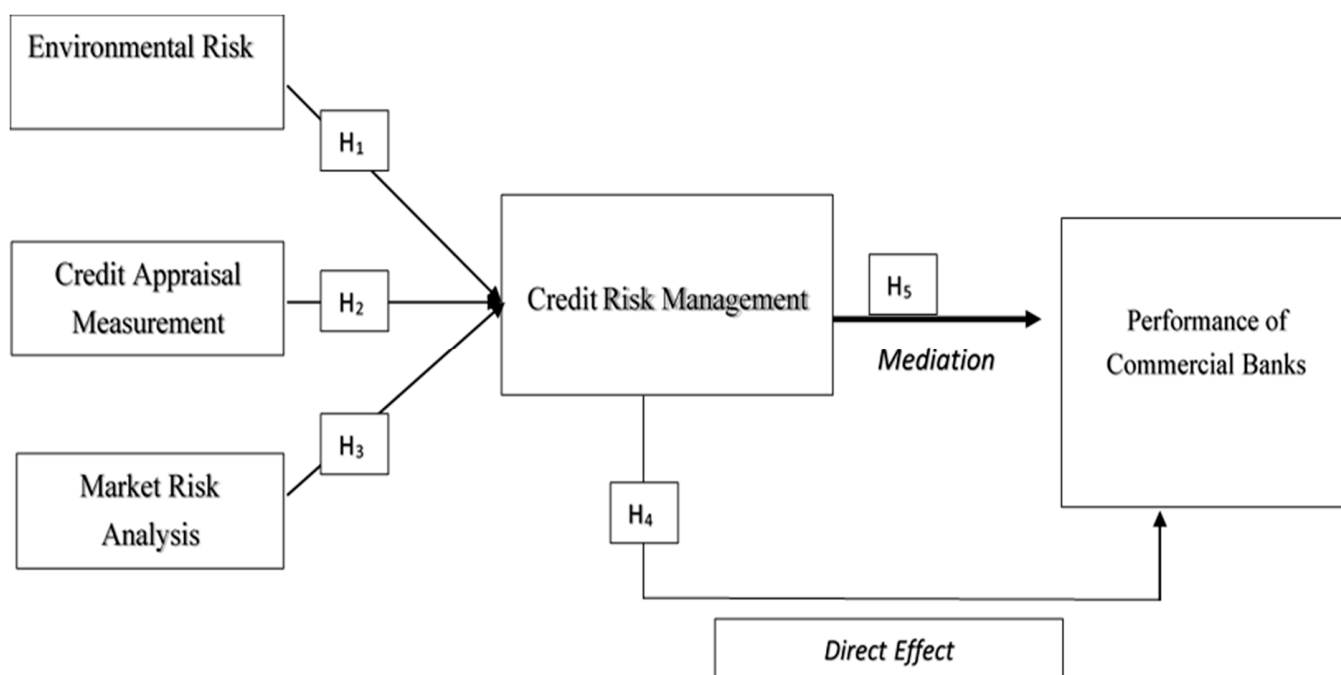 Environmental Risk
H₁
Credit Appraisal
Measurement
H₂
Market Risk
Analysis
H₃
Credit Risk Management
H₅
Mediation
Performance of
Commercial Banks
H₄
Direct Effect